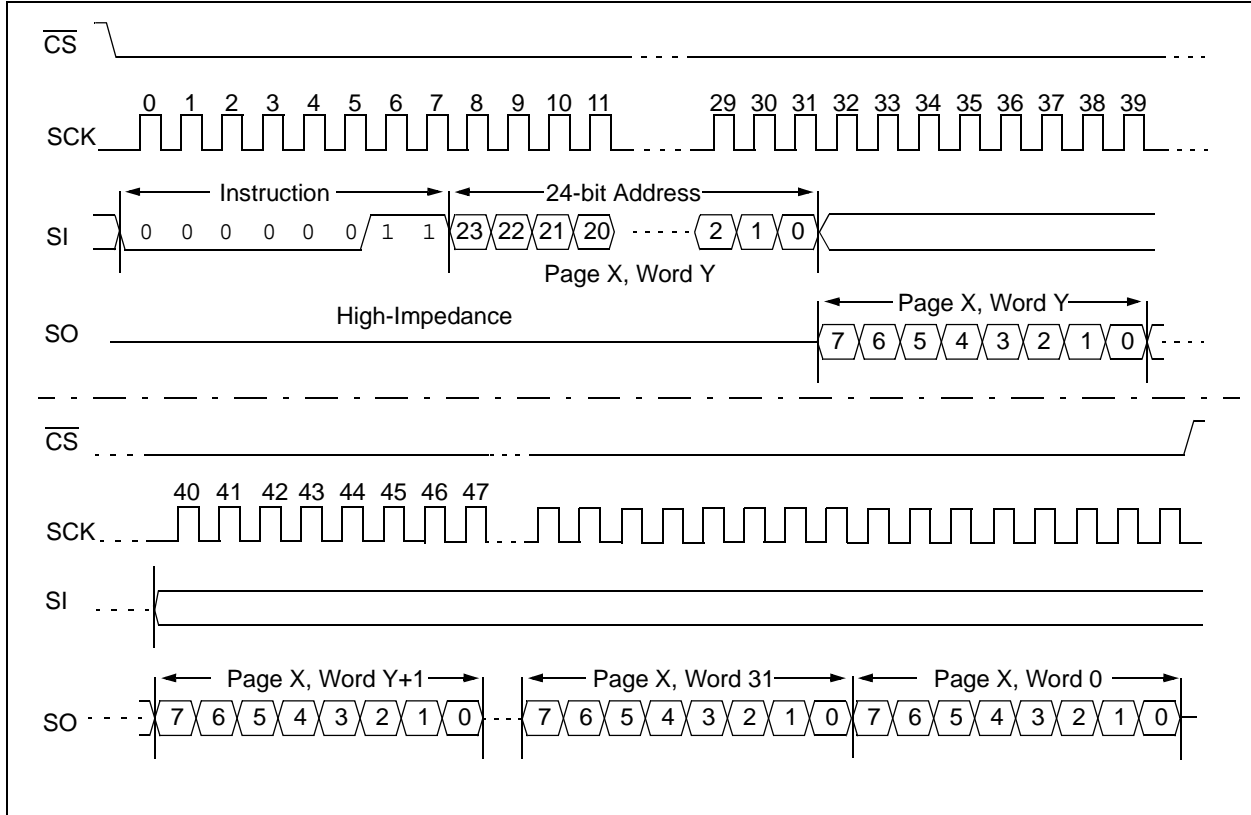 CS
0 1 2 3 4 5 6 7 8 9 10 11 29 30 31 32 33 34 35 36 37 38 39
SCK
Instruction 24-bit Address
SI 0 0 0 0 0 0 1 1 23 22 21 20 2 1 0
Page X, Word Y
High-Impedance Page X, Word Y
SO 7 6 5 4 3 2 1 0
CS
40 41 42 43 44 45 46 47
SCK
SI
Page X, Word Y+1 Page X, Word 31 Page X, Word 0
SO 7 6 5 4 3 2 1 0 7 6 5 4 3 2 1 0 7 6 5 4 3 2 1 0